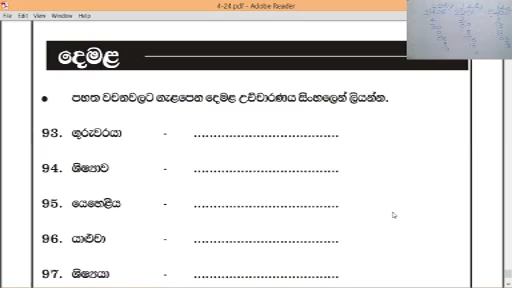 4-24.pdf - Adobe Reader
File Edit View Window Help
දෙමළ
● පහත වචනවලට ගැළපෙන දෙමළ උච්චාරණය සිංහලෙන් ලියන්න.
93. ගුරුවරයා - ....................................
94. ශිෂ්‍යාව - ....................................
95. යෙහෙළිය - ....................................
96. යාළුවා - ....................................
97. ශිෂ්‍යයා - ....................................